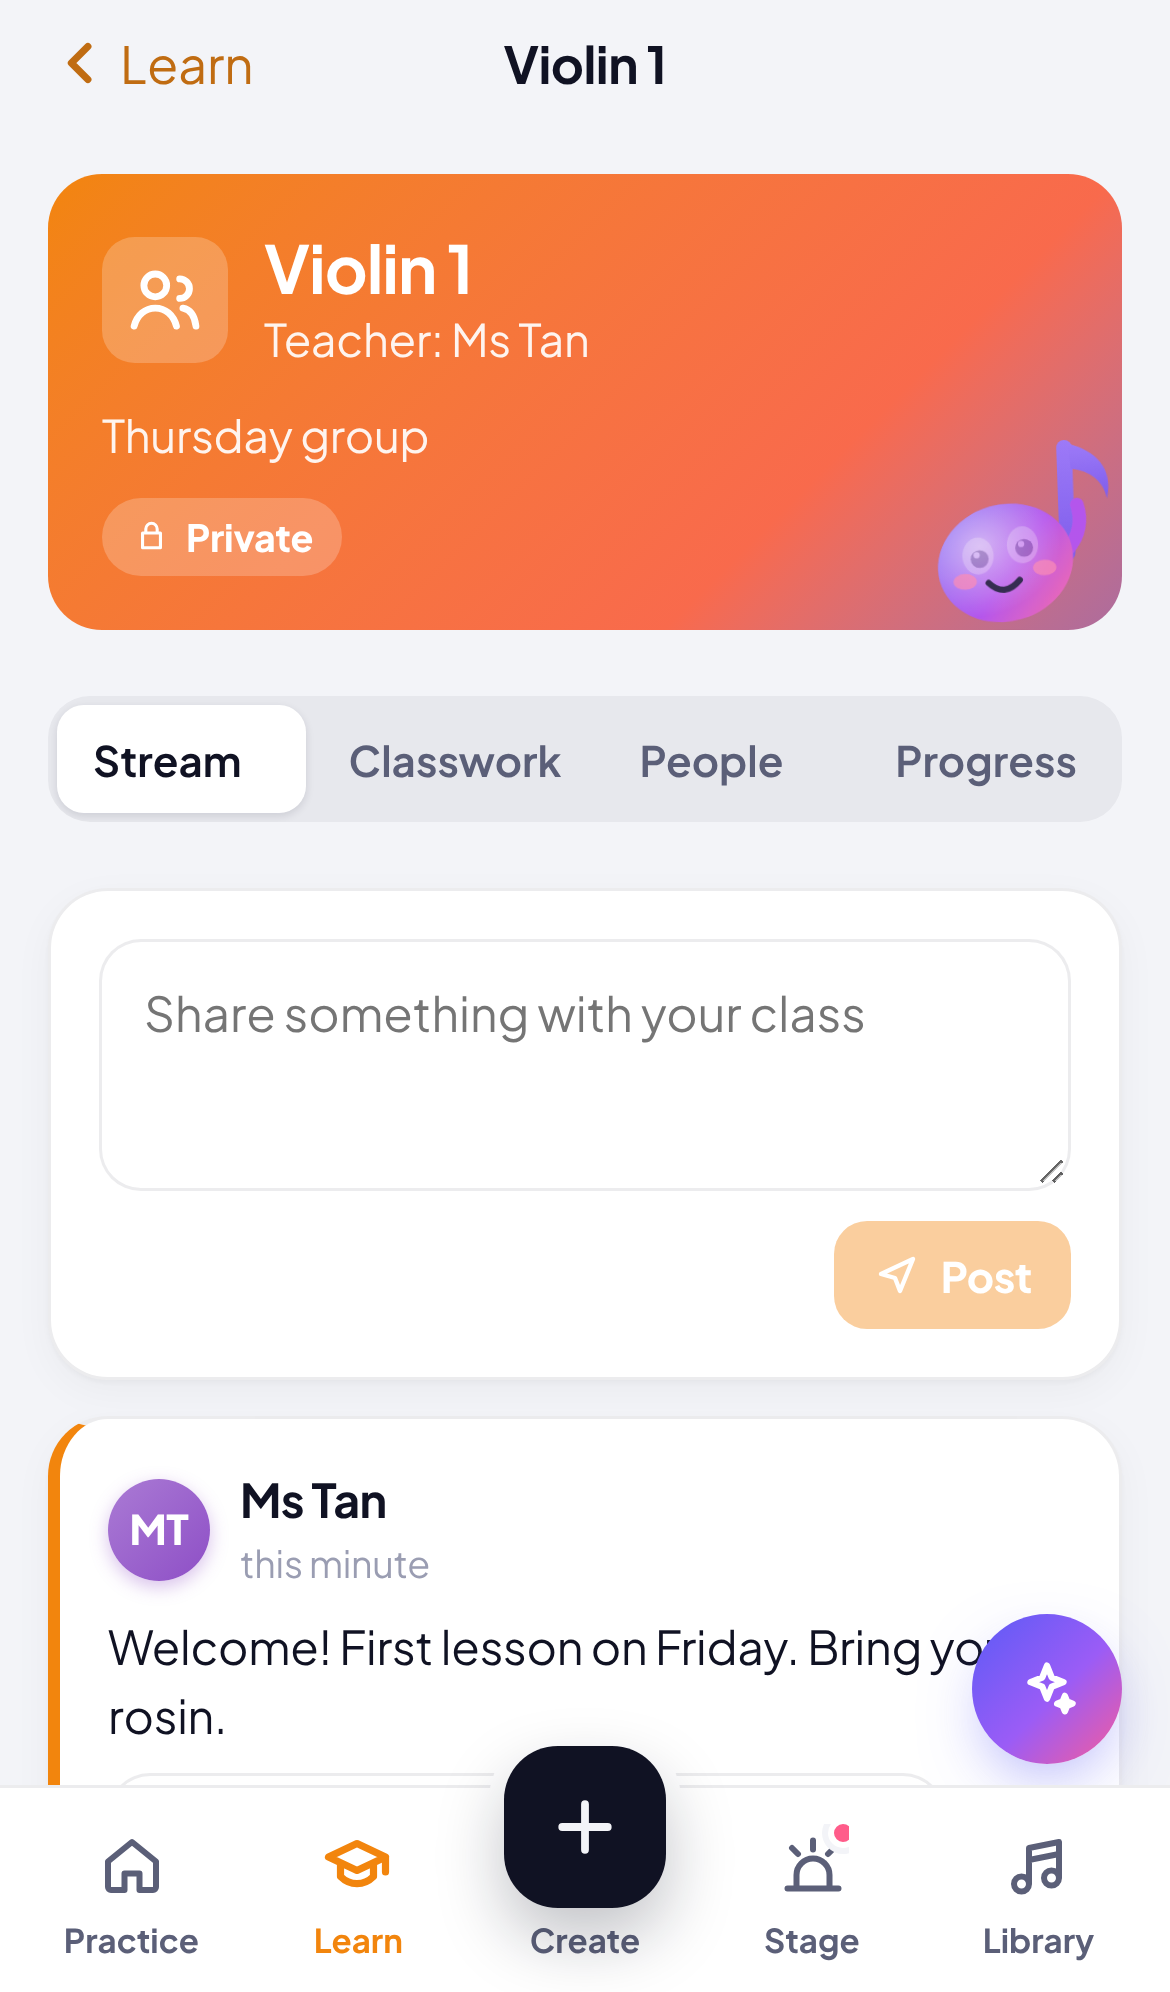 Learn
Violin 1
Violin 1
Teacher: Ms Tan
Thursday group
Private
Stream Classwork People Progress
Share something with your class
Post
MT
Ms Tan
this minute
Welcome! First lesson on Friday. Bring
rosin.
Practice Learn Create Stage Library